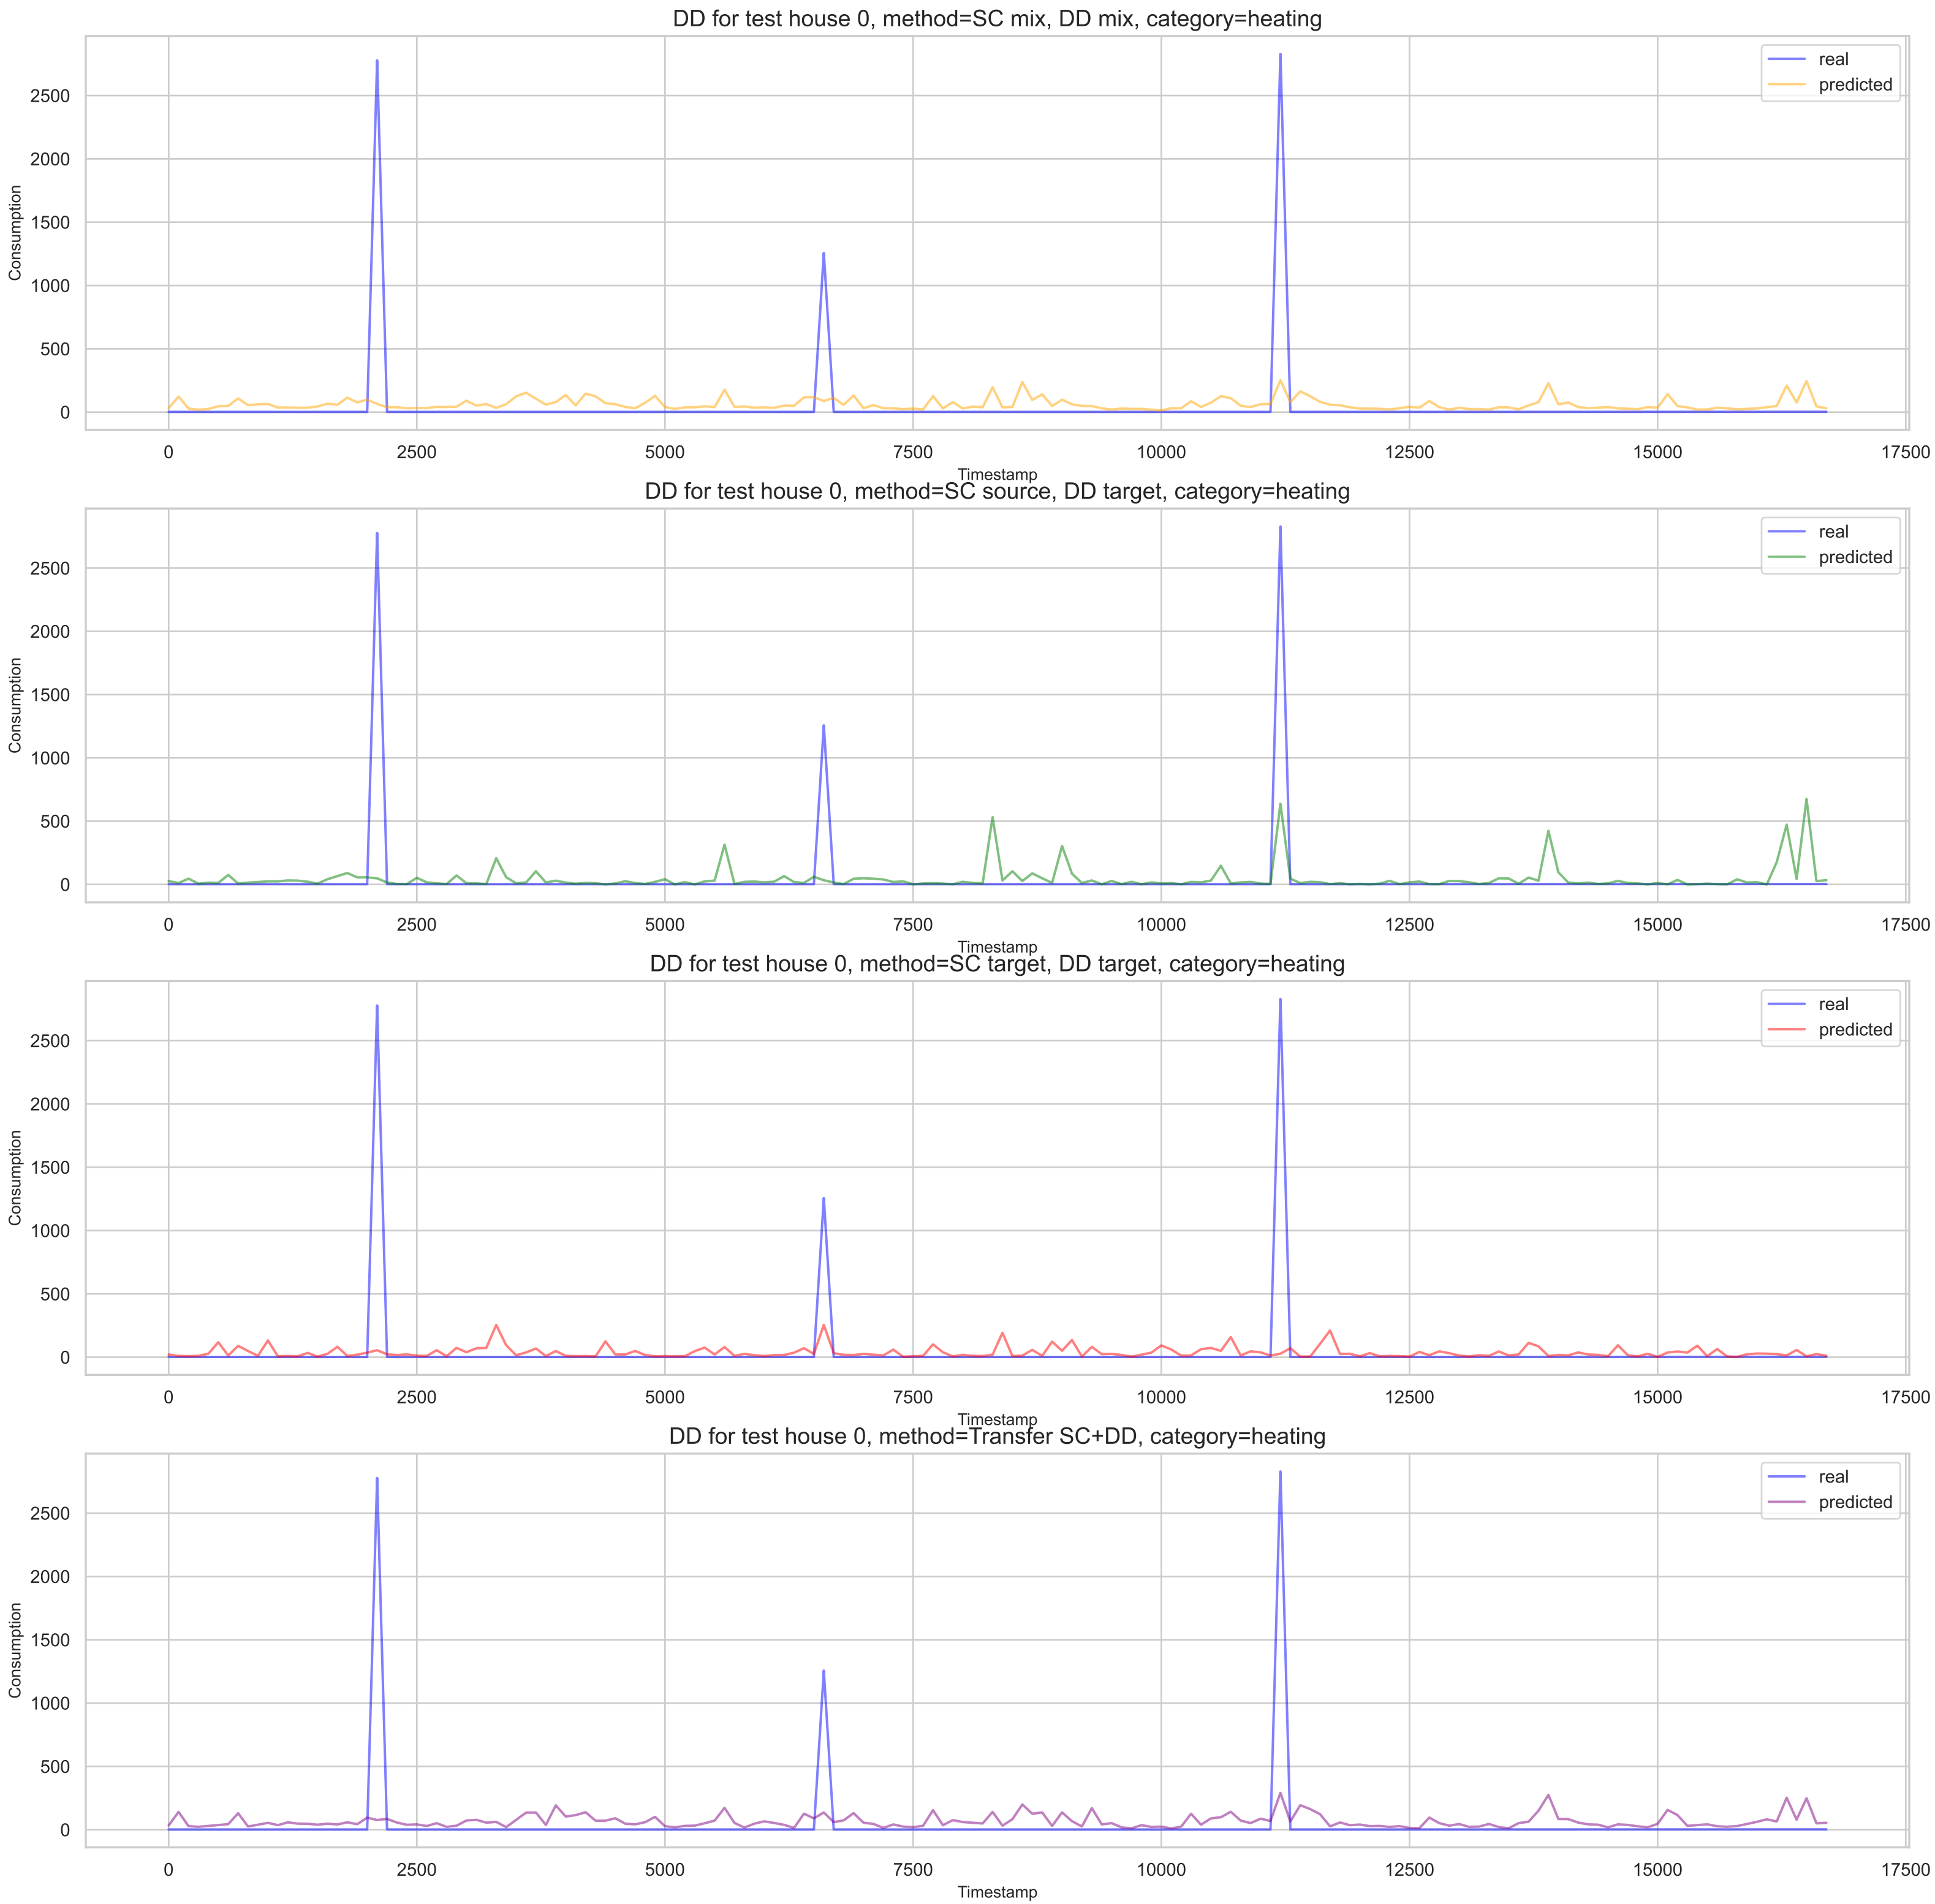 DD for test house 0, method=SC mix, DD mix, category=heating
real
predicted
2500
2000
1500
1000
500
0
Consumption
0 2500 5000 7500 10000 12500 15000 17500
Timestamp
DD for test house 0, method=SC source, DD target, category=heating
real
predicted
2500
2000
1500
1000
500
0
Consumption
0 2500 5000 7500 10000 12500 15000 17500
Timestamp
DD for test house 0, method=SC target, DD target, category=heating
real
predicted
2500
2000
1500
1000
500
0
Consumption
0 2500 5000 7500 10000 12500 15000 17500
Timestamp
DD for test house 0, method=Transfer SC+DD, category=heating
real
predicted
2500
2000
1500
1000
500
0
Consumption
0 2500 5000 7500 10000 12500 15000 17500
Timestamp